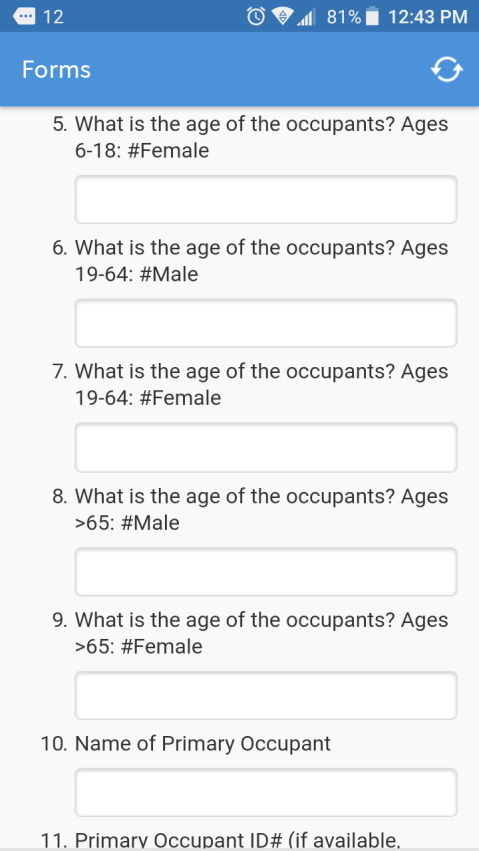 12
81% 12:43 PM
Forms
5. What is the age of the occupants? Ages
6-18: #Female
6. What is the age of the occupants? Ages
19-64: #Male
7. What is the age of the occupants? Ages
19-64: #Female
8. What is the age of the occupants? Ages
>65: #Male
9. What is the age of the occupants? Ages
>65: #Female
10. Name of Primary Occupant
11. Primary Occupant ID# (if available,